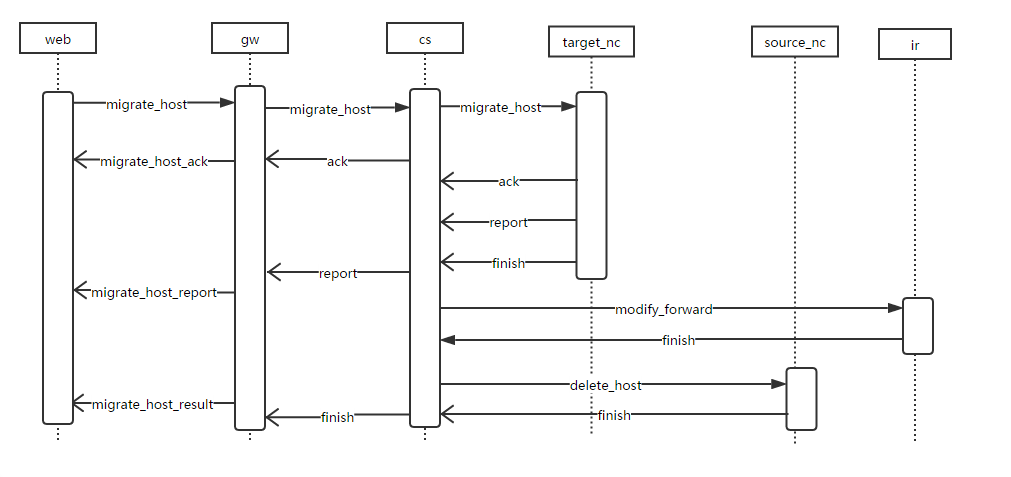 web
gw
cs
target_nc
source_nc
ir
migrate_host
migrate_host
migrate_host
migrate_host_ack
ack
ack
report
finish
report
migrate_host_report
modify_forward
finish
delete_host
migrate_host_result
finish
finish